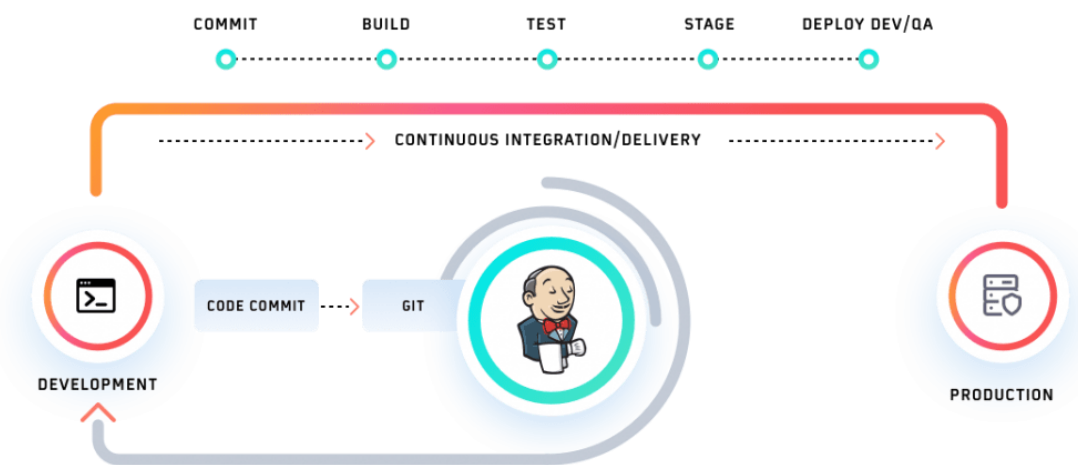 COMMIT
BUILD
TEST
STAGE
DEPLOY DEV/QA
CONTINUOUS INTEGRATION/DELIVERY
CODE COMMIT
GIT
DEVELOPMENT
PRODUCTION